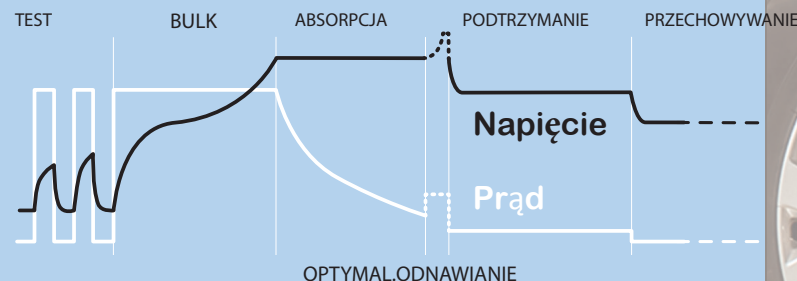 TEST
BULK
ABSORPCJA
PODTRZYMANIE
PRZECHOWYWANIE
Napięcie
Prąd
OPTYMAL.ODNAWIANIE